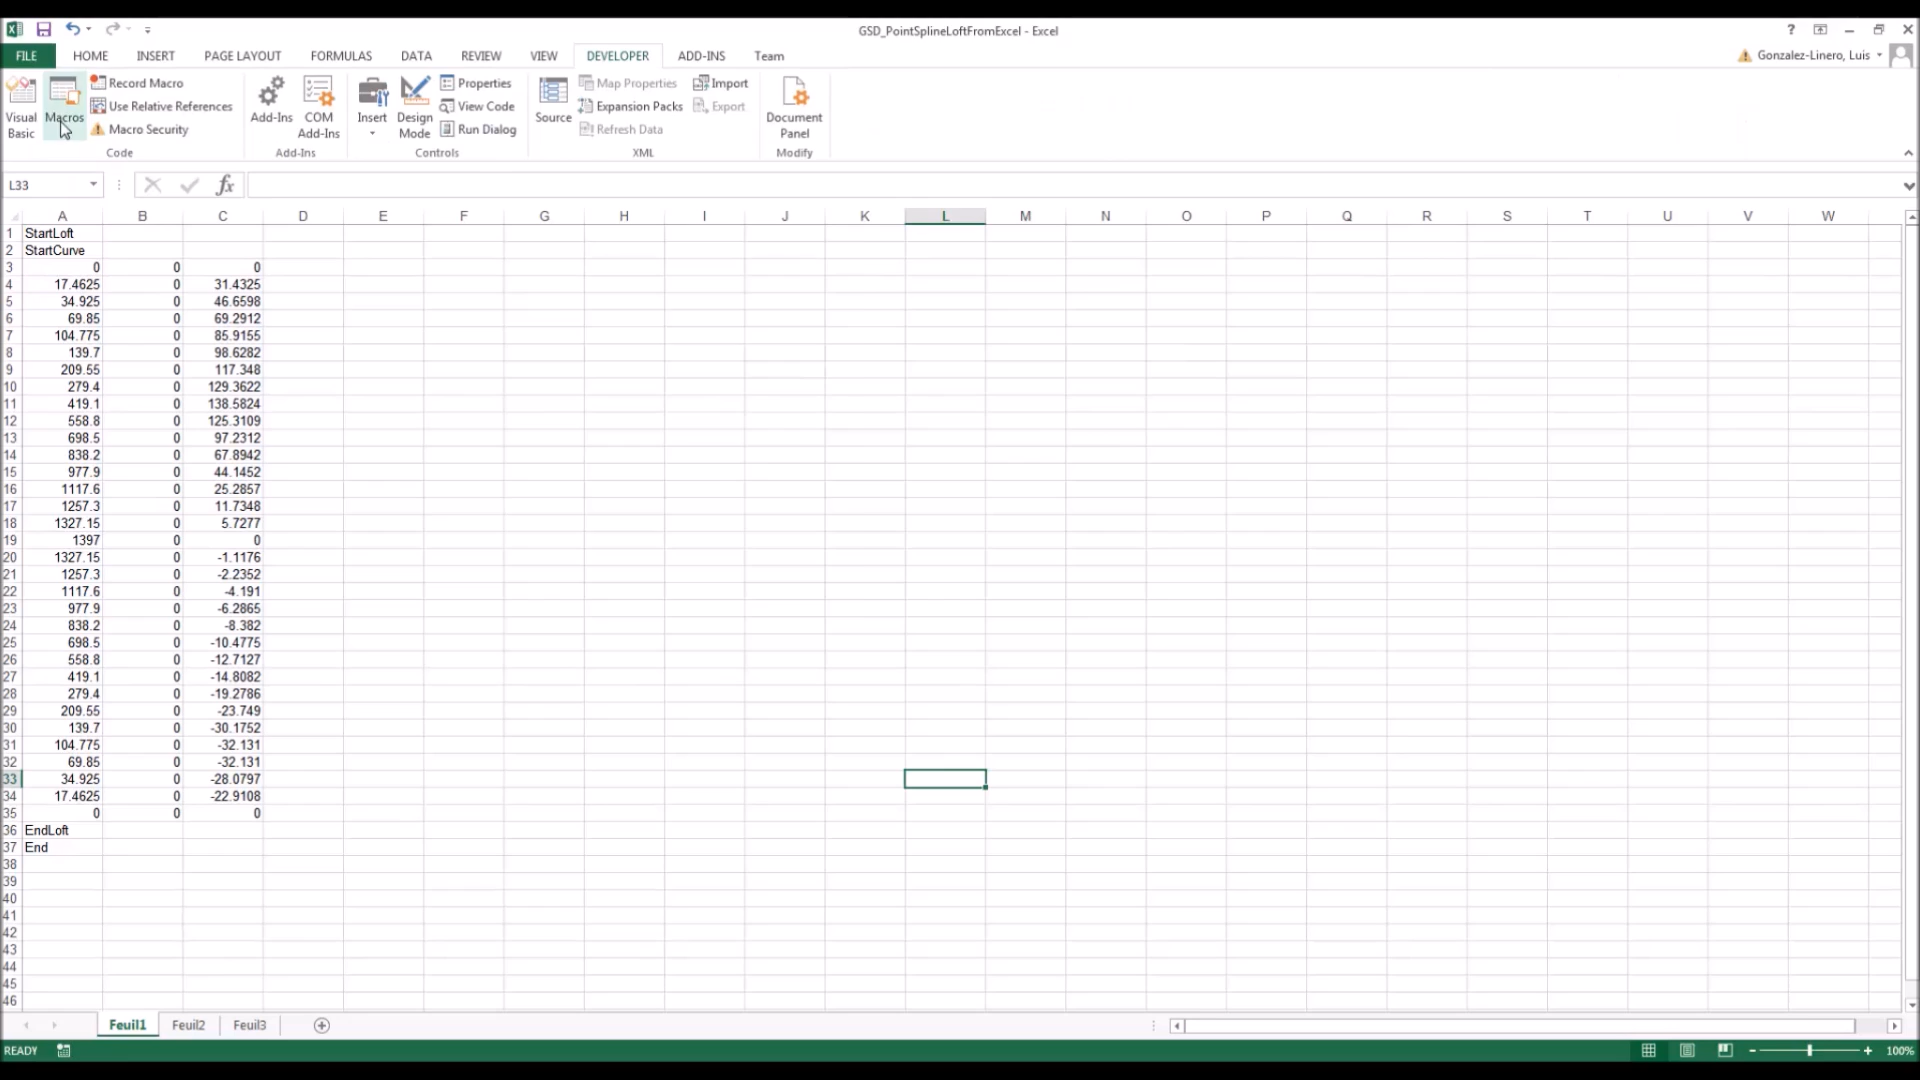 GSD_PointSplineLoftFromExcel - Excel
?
FILE HOME INSERT PAGE LAYOUT FORMULAS DATA REVIEW VIEW DEVELOPER ADD-INS Team
Gonzalez-Linero, Luis
Visual Basic
Macros
Record Macro
Use Relative References
Macro Security
Code
Add-Ins
COM Add-Ins
Add-Ins
Insert
Design Mode
Properties
View Code
Run Dialog
Controls
Source
Map Properties
Expansion Packs
Refresh Data
Import
Export
XML
Document Panel
Modify
L33
fx
A B C D E F G H I J K L M N O P Q R S T U V W
1 StartLoft
2 StartCurve
3 0 0 0
4 17.4625 0 31.4325
5 34.925 0 46.6598
6 69.85 0 69.2912
7 104.775 0 85.9155
8 139.7 0 98.6282
9 209.55 0 117.348
10 279.4 0 129.3622
11 419.1 0 138.5824
12 558.8 0 125.3109
13 698.5 0 97.2312
14 838.2 0 67.8942
15 977.9 0 44.1452
16 1117.6 0 25.2857
17 1257.3 0 11.7348
18 1327.15 0 5.7277
19 1397 0 0
20 1327.15 0 -1.1176
21 1257.3 0 -2.2352
22 1117.6 0 -4.191
23 977.9 0 -6.2865
24 838.2 0 -8.382
25 698.5 0 -10.4775
26 558.8 0 -12.7127
27 419.1 0 -14.8082
28 279.4 0 -19.2786
29 209.55 0 -23.749
30 139.7 0 -30.1752
31 104.775 0 -32.131
32 69.85 0 -32.131
33 34.925 0 -28.0797
34 17.4625 0 -22.9108
35 0 0 0
36 EndLoft
37 End
38
39
40
41
42
43
44
45
46
Feuil1 Feuil2 Feuil3
READY
100%